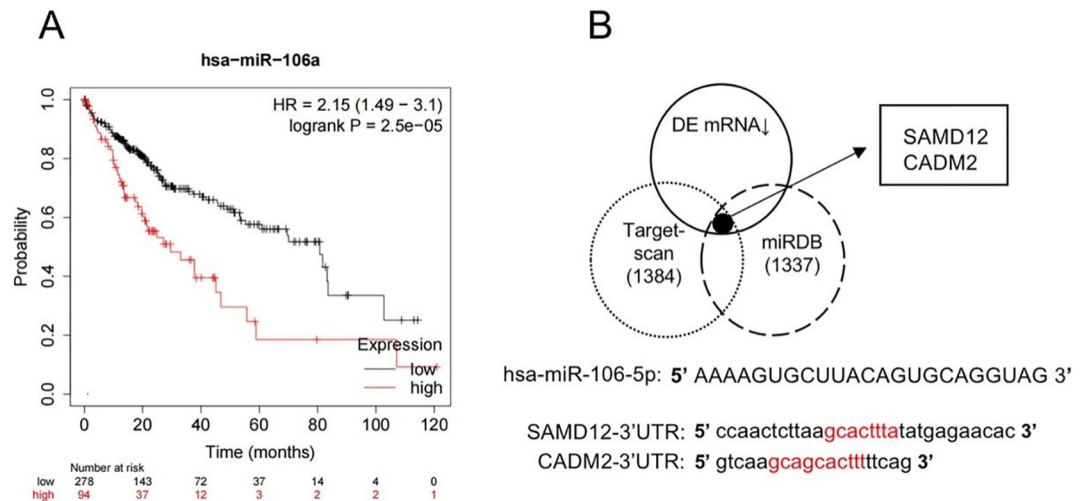 A
hsa−miR−106a
HR = 2.15 (1.49 − 3.1)
logrank P = 2.5e−05
Probability
1.0
0.8
0.6
0.4
0.2
0.0
Expression
low
high
0 20 40 60 80 100 120
Time (months)
Number at risk
low 278 143 72 37 14 4 0
high 94 37 12 3 2 2 1
B
DE mRNA↓
SAMD12
CADM2
Target-
scan
(1384)
miRDB
(1337)
hsa-miR-106-5p: 5’ AAAAGUGCUUACAGUGCAGGUAG 3’
SAMD12-3’UTR: 5’ ccaactcttaagcactttatatgagaacac 3’
CADM2-3’UTR: 5’ gtcaagcagcactttttcag 3’